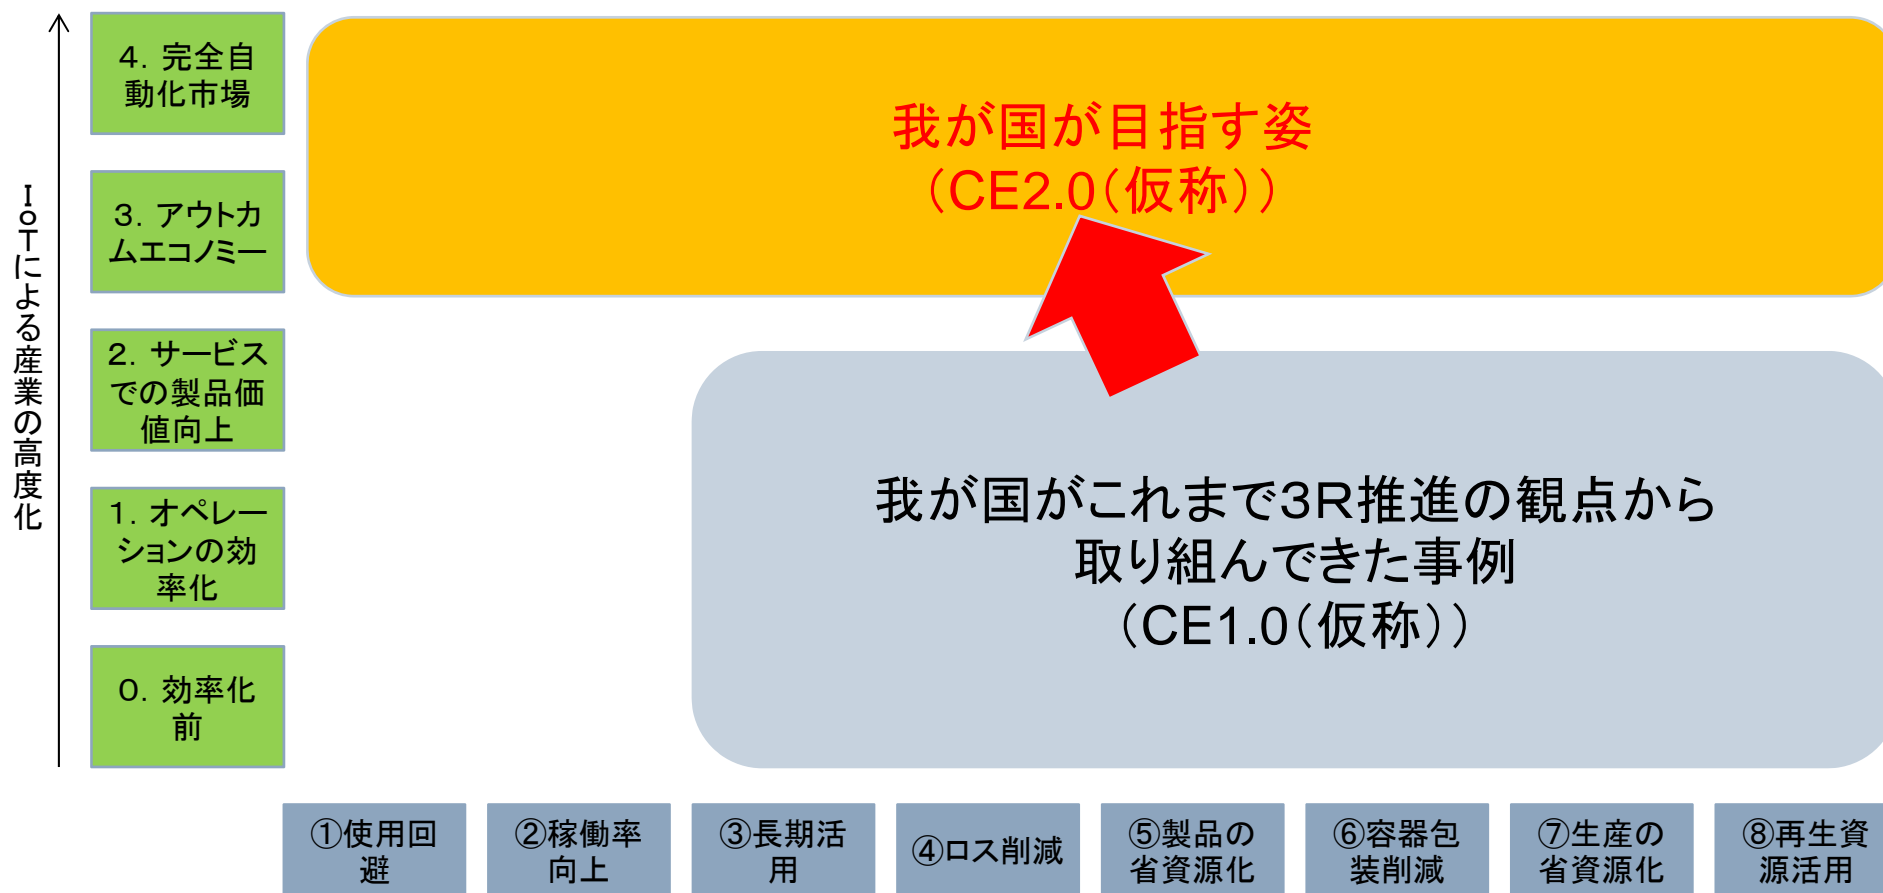 IoTによる産業の高度化
４．完全自
動化市場
３．アウトカ
ムエコノミー
２．サービス
での製品価
値向上
１．オペレー
ションの効
率化
０．効率化
前
我が国が目指す姿
（CE2.0（仮称））
我が国がこれまで３Ｒ推進の観点から
取り組んできた事例
（CE1.0（仮称））
①使用回
避
②稼働率
向上
③長期活
用
④ロス削減
⑤製品の
省資源化
⑥容器包
装削減
⑦生産の
省資源化
⑧再生資
源活用